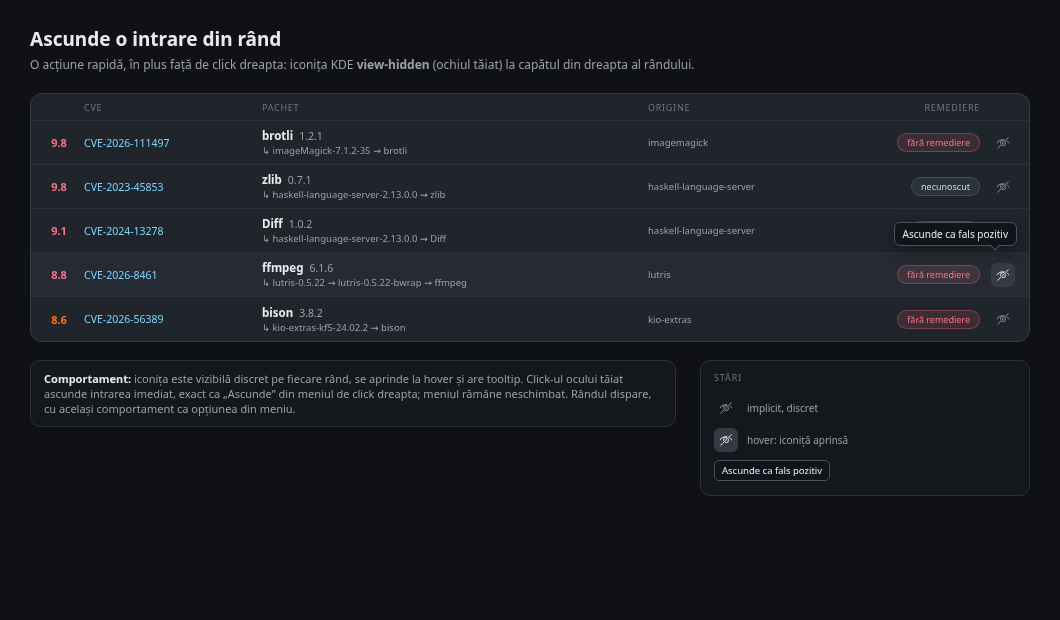 Ascunde o intrare din rând
O acțiune rapidă, în plus față de click dreapta: iconița KDE view-hidden (ochiul tăiat) la capătul din dreapta al rândului.
CVE PACHET ORIGINE REMEDIERE
9.8 CVE-2026-111497 brotli 1.2.1 imagemagick fără remediere
↳ imageMagick-7.1.2-35 → brotli
9.8 CVE-2023-45853 zlib 0.7.1 haskell-language-server necunoscut
↳ haskell-language-server-2.13.0.0 → zlib
9.1 CVE-2024-13278 Diff 1.0.2 haskell-language-server
↳ haskell-language-server-2.13.0.0 → Diff
Ascunde ca fals pozitiv
8.8 CVE-2026-8461 ffmpeg 6.1.6 lutris fără remediere
↳ lutris-0.5.22 → lutris-0.5.22-bwrap → ffmpeg
8.6 CVE-2026-56389 bison 3.8.2 kio-extras fără remediere
↳ kio-extras-kf5-24.02.2 → bison
Comportament: iconița este vizibilă discret pe fiecare rând, se aprinde la hover și are tooltip. Click-ul ocului tăiat
ascunde intrarea imediat, exact ca „Ascunde” din meniul de click dreapta; meniul rămâne neschimbat. Rândul dispare,
cu același comportament ca opțiunea din meniu.
STĂRI
implicit, discret
hover: iconiță aprinsă
Ascunde ca fals pozitiv